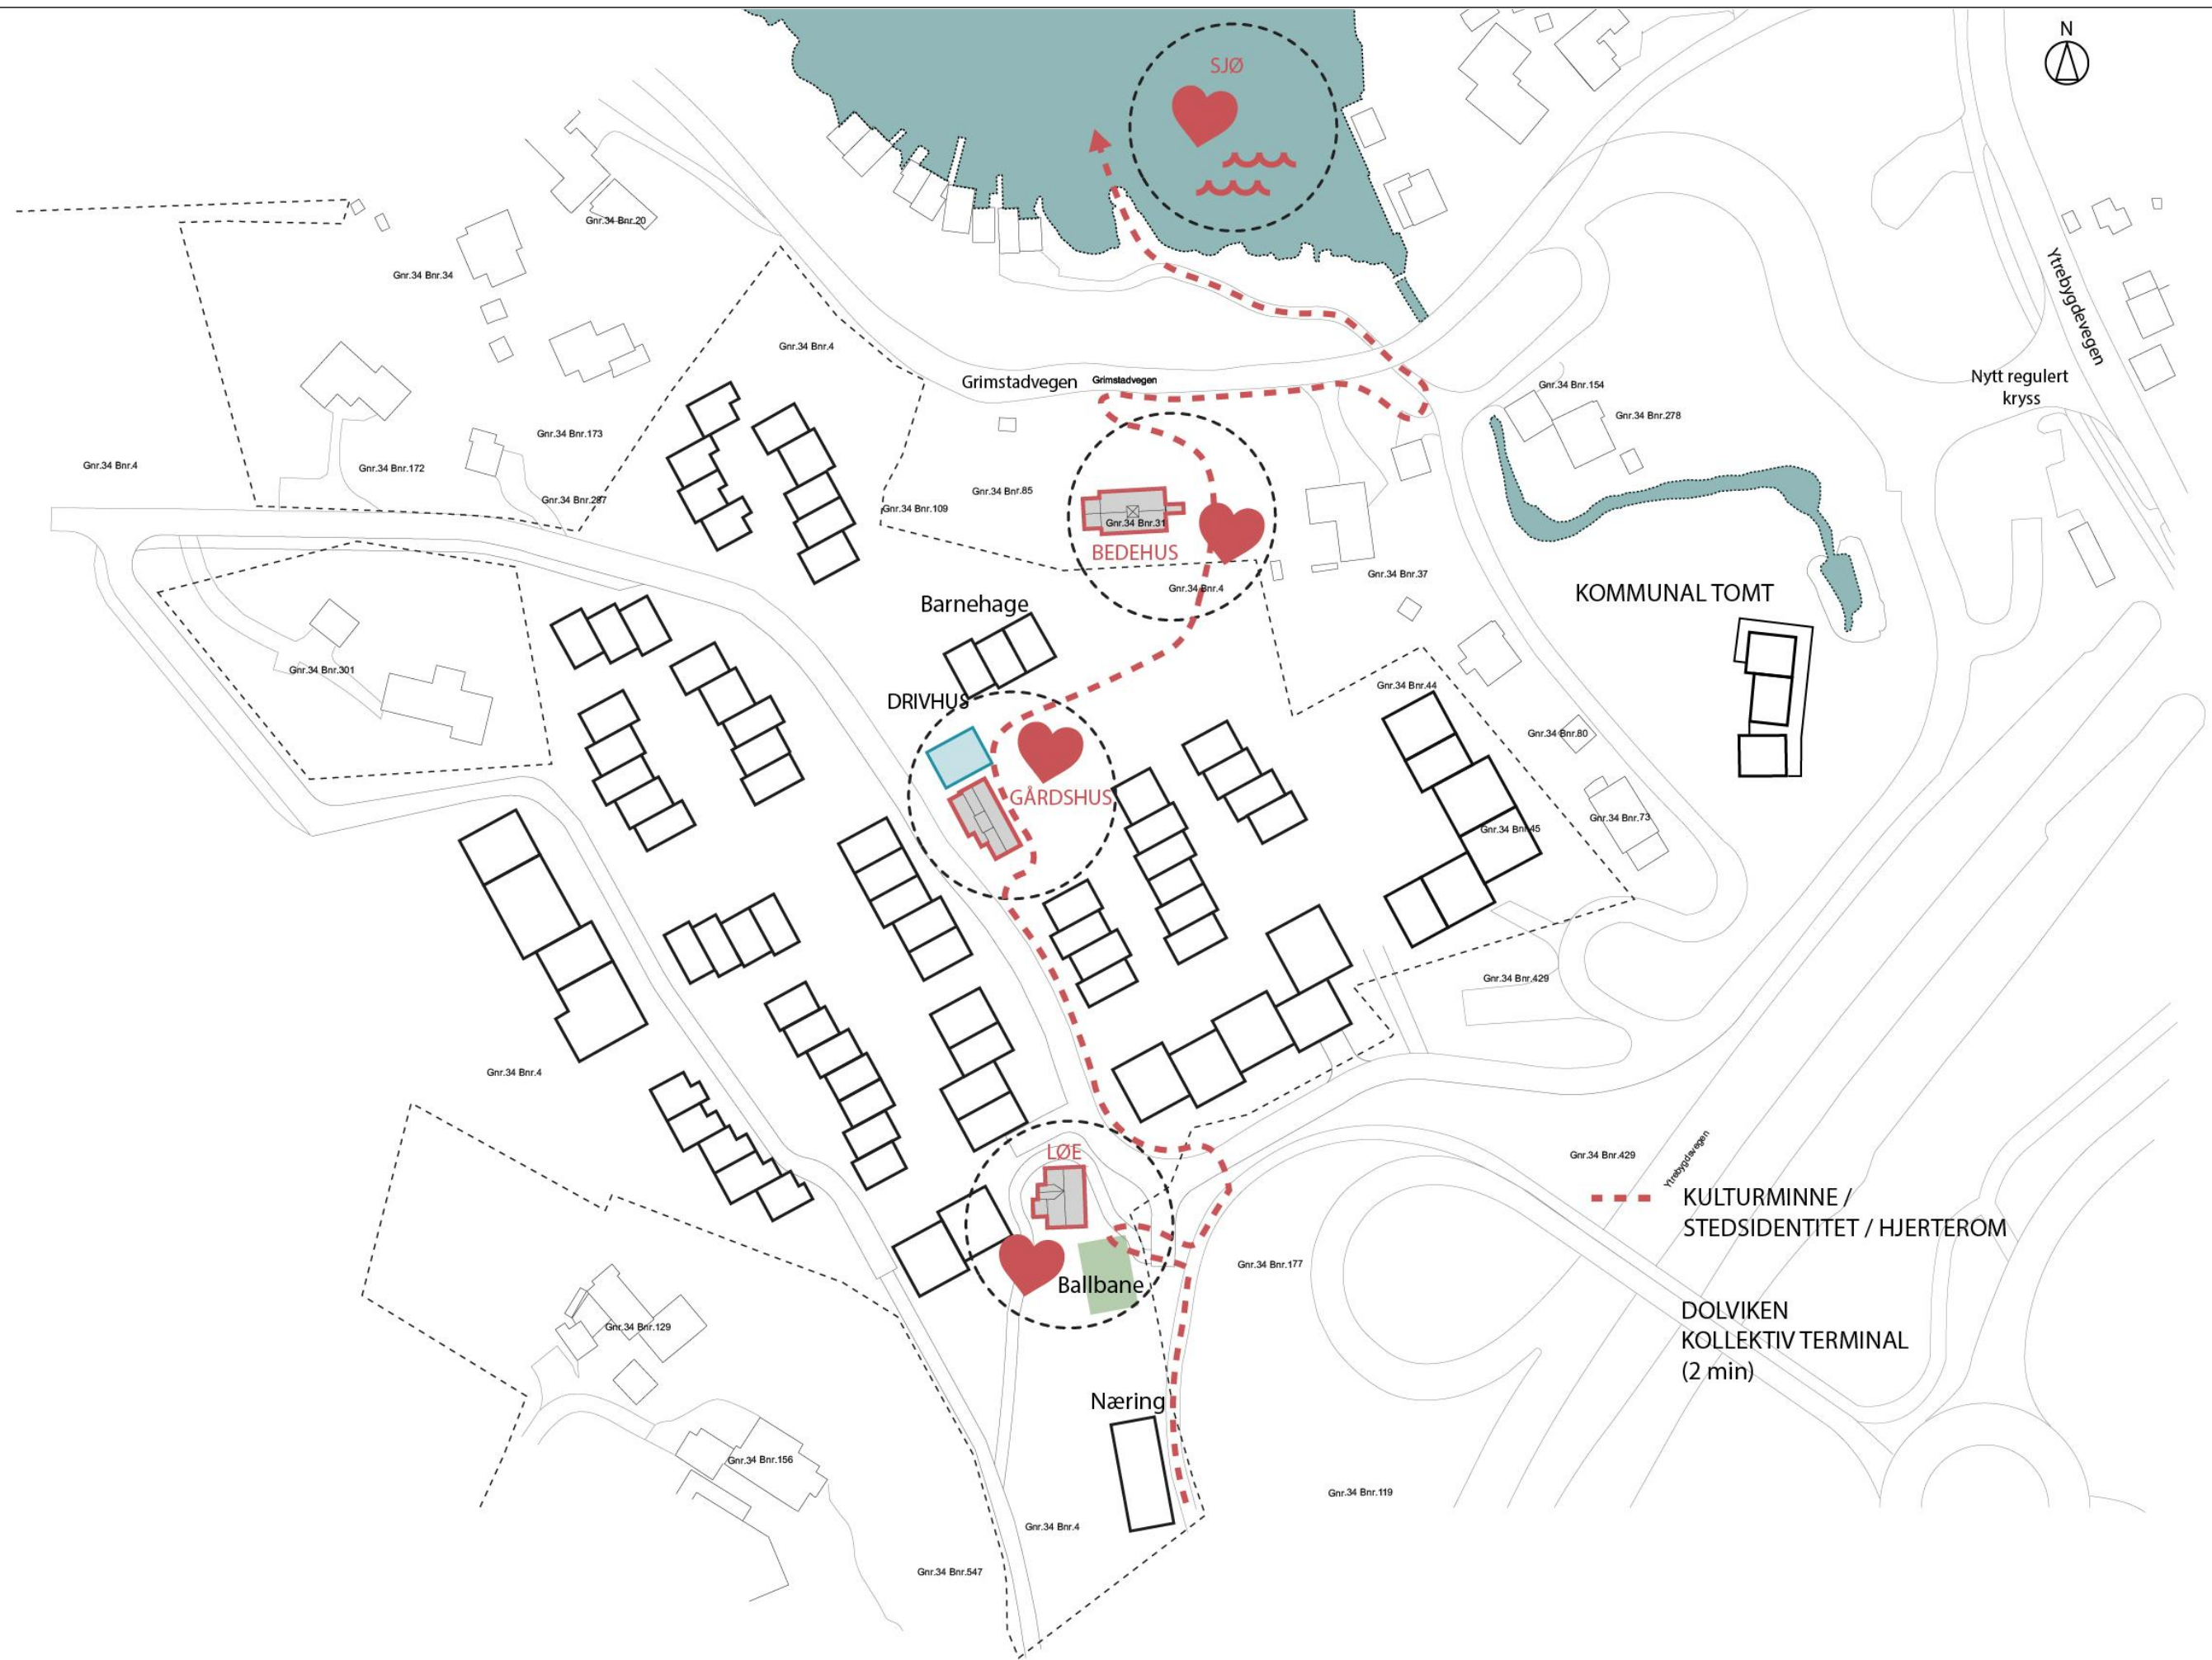 N
SJØ
Gnr.34 Bnr.20
Gnr.34 Bnr.34
Ytrebygdevegen
Gnr.34 Bnr.4
Grimstadvegen
Grimstadvegen
Nytt regulert
kryss
Gnr.34 Bnr.154
Gnr.34 Bnr.278
Gnr.34 Bnr.173
Gnr.34 Bnr.4
Gnr.34 Bnr.172
Gnr.34 Bnr.287
Gnr.34 Bnr.85
Gnr.34 Bnr.109
Gnr.34 Bnr.31
BEDEHUS
Gnr.34 Bnr.37
Gnr.34 Bnr.4
KOMMUNAL TOMT
Barnehage
Gnr.34 Bnr.301
Gnr.34 Bnr.44
DRIVHUS
Gnr.34 Bnr.80
GÅRDSHUS
Gnr.34 Bnr.73
Gnr.34 Bnr.45
Gnr.34 Bnr.429
Gnr.34 Bnr.4
LØE
Gnr.34 Bnr.429
Ytrebygdsvegen
KULTURMINNE /
STEDSIDENTITET / HJERTEROM
Gnr.34 Bnr.177
Ballbane
DOLVIKEN
KOLLEKTIV TERMINAL
(2 min)
Gnr.34 Bnr.129
Næring
Gnr.34 Bnr.156
Gnr.34 Bnr.119
Gnr.34 Bnr.4
Gnr.34 Bnr.547